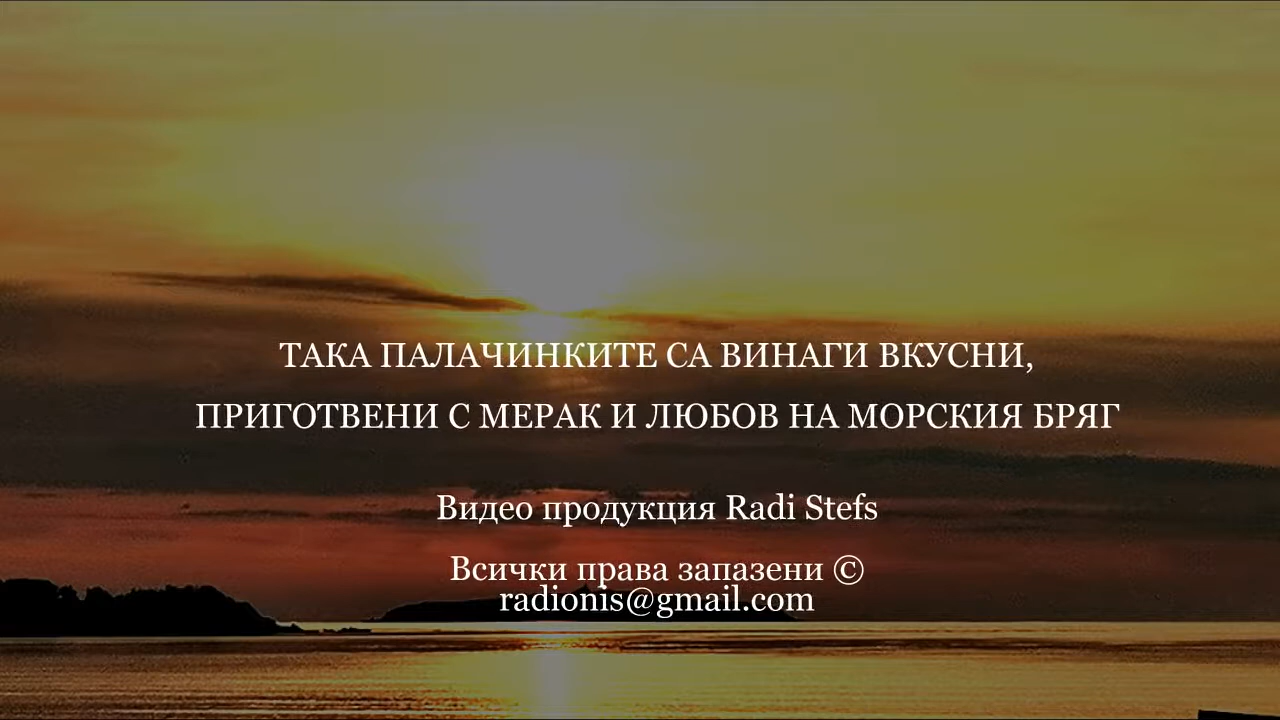 ТАКА ПАЛАЧИНКИТЕ СА ВИНАГИ ВКУСНИ,
ПРИГОТВЕНИ С МЕРАК И ЛЮБОВ НА МОРСКИЯ БРЯГ
Видео продукция Radi Stefs
Всички права запазени ©
radionis@gmail.com